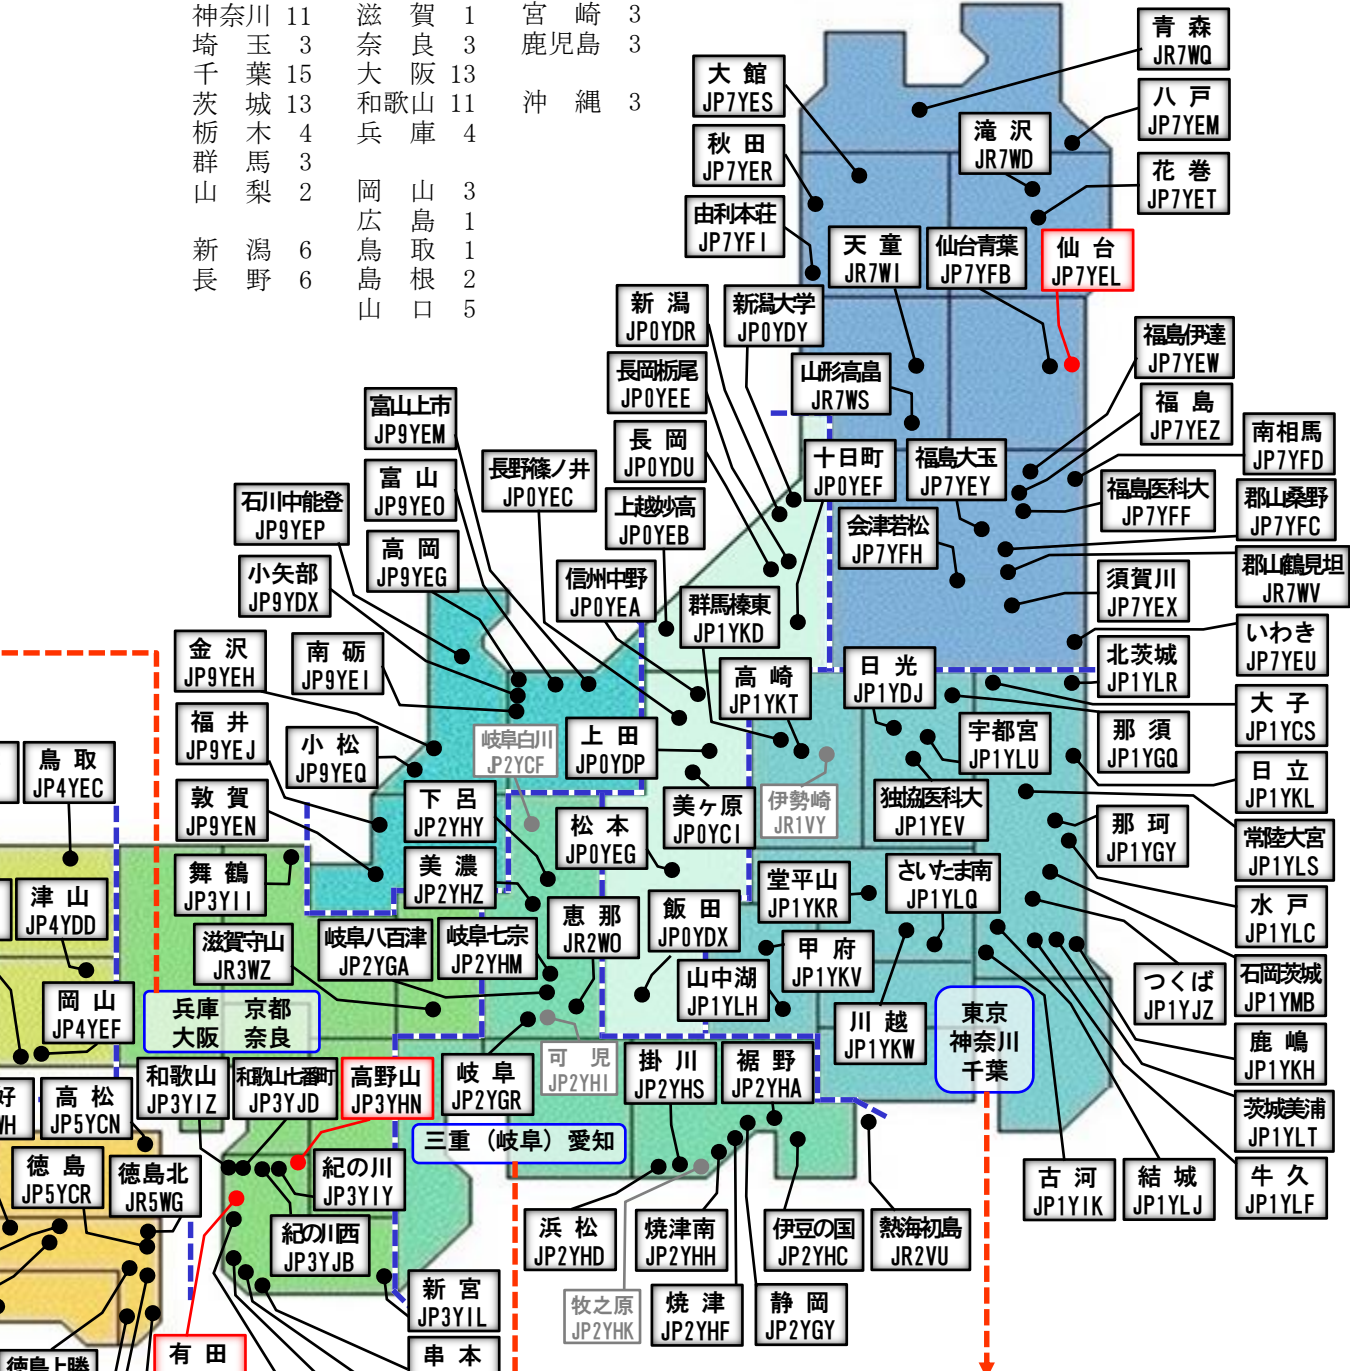 神奈川 11 滋 賀 1 宮 崎 3
埼 玉 3 奈 良 3 鹿児島 3
千 葉 15 大 阪 13
茨 城 13 和歌山 11 沖 縄 3
栃 木 4 兵 庫 4
群 馬 3
山 梨 2 岡 山 3
広 島 1
新 潟 6 鳥 取 1
長 野 6 島 根 2
山 口 5
青 森
JR7WQ
大 館
JP7YES
八 戸
JP7YEM
滝 沢
JR7WD
秋 田
JP7YER
花 巻
JP7YET
由利本荘
JP7YFI
天 童
JR7WI
仙台青葉
JP7YFB
仙 台
JP7YEL
新 潟
JP0YDR
新潟大学
JP0YDY
福島伊達
JP7YEW
長岡栃尾
JP0YEE
山形高畠
JR7WS
福 島
JP7YEZ
富山上市
JP9YEM
南相馬
JP7YFD
長 岡
JP0YDU
十日町
JP0YEF
福島大玉
JP7YEY
長野篠ノ井
JP0YEC
富 山
JP9YEO
福島医科大
JP7YFF
郡山桑野
JP7YFC
石川中能登
JP9YEP
上越妙高
JP0YEB
会津若松
JP7YFH
高 岡
JP9YEG
郡山鶴見坦
JR7WV
小矢部
JP9YDX
信州中野
JP0YEA
須賀川
JP7YEX
群馬榛東
JP1YKD
いわき
JP7YEU
金 沢
JP9YEH
南 砺
JP9YEI
北茨城
JP1YLR
日 光
JP1YDJ
高 崎
JP1YKT
大 子
JP1YCS
福 井
JP9YEJ
那 須
JP1YGQ
宇都宮
JP1YLU
小 松
JP9YEQ
岐阜白川
JP2YCF
上 田
JP0YDP
鳥 取
JP4YEC
日 立
JP1YKL
敦 賀
JP9YEN
下 呂
JP2YHY
美ヶ原
JP0YCI
伊勢崎
JR1VY
独協医科大
JP1YEV
那 珂
JP1YGY
松 本
JP0YEG
常陸大宮
JP1YLS
舞 鶴
JP3YII
美 濃
JP2YHZ
堂平山
JP1YKR
さいたま南
JP1YLQ
津 山
JP4YDD
水 戸
JP1YLC
恵 那
JR2WO
飯 田
JP0YDX
滋賀守山
JR3WZ
岐阜八百津
JP2YGA
岐阜七宗
JP2YHM
甲 府
JP1YKV
つくば
JP1YJZ
石岡茨城
JP1YMB
山中湖
JP1YLH
岡 山
JP4YEF
兵庫 京都
大阪 奈良
川 越
JP1YKW
東京
神奈川
千葉
鹿 嶋
JP1YKH
可 児
JP2YHI
掛 川
JP2YHS
裾 野
JP2YHA
岐 阜
JP2YGR
和歌山
JP3YIZ
和歌山七番町
JP3YJD
高野山
JP3YHN
好
WH
高 松
JP5YCN
茨城美浦
JP1YLT
三重（岐阜）愛知
徳 島
JP5YCR
徳島北
JR5WG
紀の川
JP3YIY
古 河
JP1YIK
結 城
JP1YLJ
牛 久
JP1YLF
紀の川西
JP3YJB
浜 松
JP2YHD
焼津南
JP2YHH
伊豆の国
JP2YHC
熱海初島
JR2VU
新 宮
JP3YIL
牧之原
JP2YHK
焼 津
JP2YHF
静 岡
JP2YGY
有 田
串 本
徳島上勝